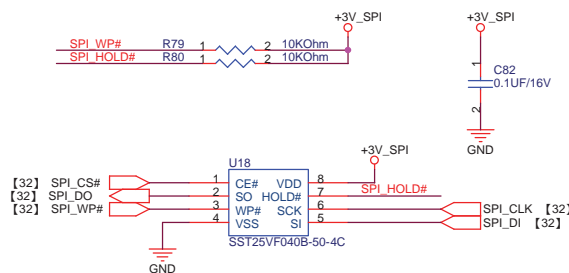 +3V_SPI
+3V_SPI
SPI_WP# R79 1 2 10KOhm
SPI_HOLD# R80 1 2 10KOhm
1
C82
0.1UF/16V
2
GND
+3V_SPI
U18
【32】 SPI_CS# 1 CE# VDD 8
【32】 SPI_DO 2 SO HOLD# 7 SPI_HOLD#
【32】 SPI_WP# 3 WP# SCK 6 SPI_CLK 【32】
4 VSS SI 5 SPI_DI 【32】
SST25VF040B-50-4C
GND